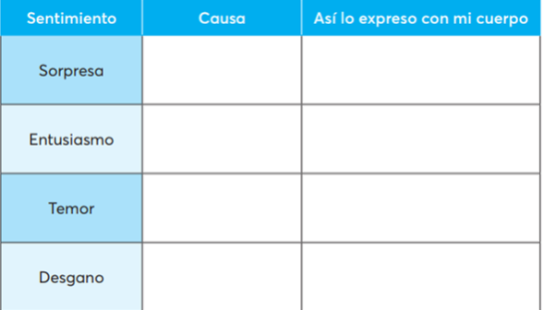 Sentimiento Causa Así lo expreso con mi cuerpo
Sorpresa
Entusiasmo
Temor
Desgano